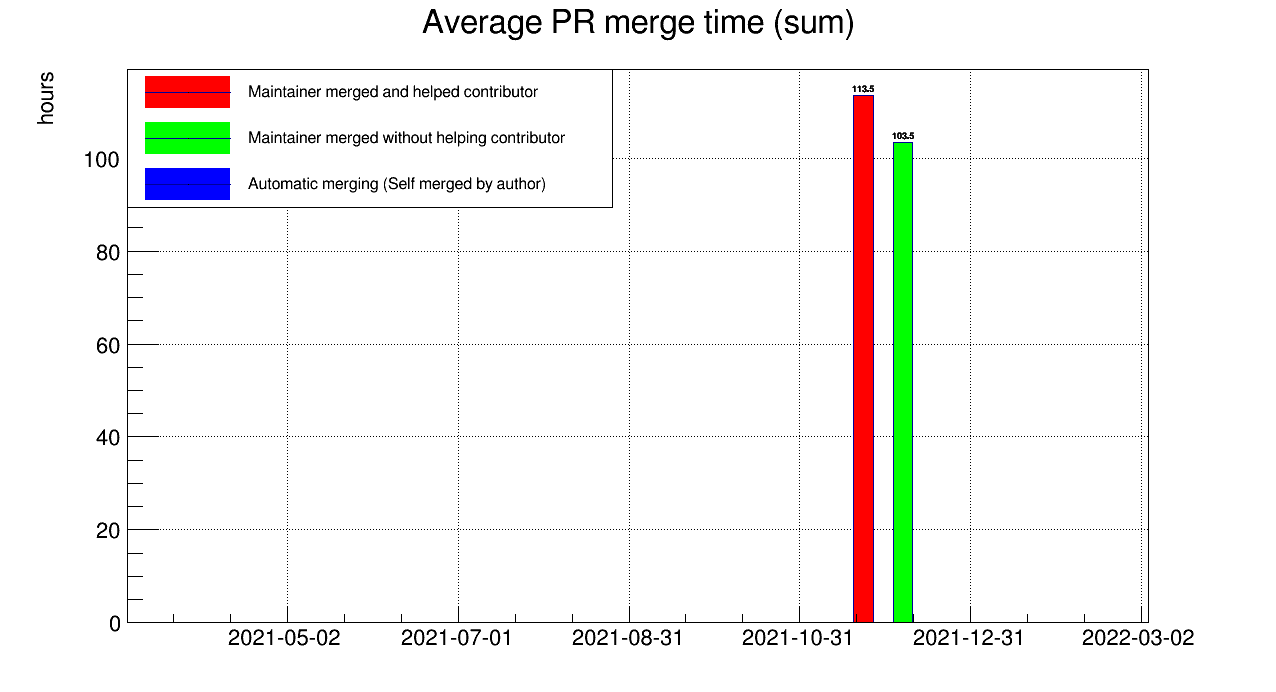 Average PR merge time (sum)
hours
Maintainer merged and helped contributor
Maintainer merged without helping contributor
Automatic merging (Self merged by author)
113.5
103.5
100
80
60
40
20
0
2021-05-02 2021-07-01 2021-08-31 2021-10-31 2021-12-31 2022-03-02